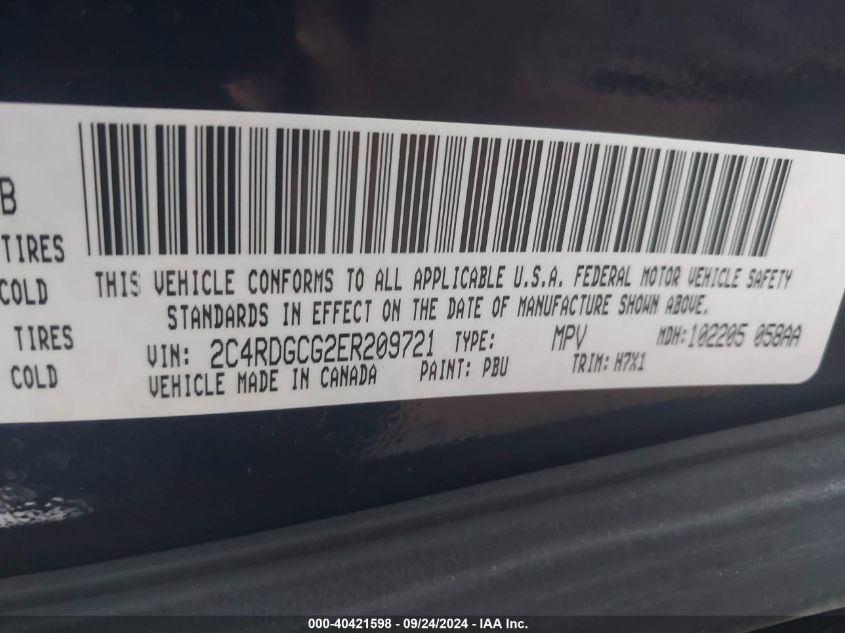 B
TIRES
COLD
TIRES
COLD
THIS VEHICLE CONFORMS TO ALL APPLICABLE U.S.A. FEDERAL MOTOR VEHICLE SAFETY
STANDARDS IN EFFECT ON THE DATE OF MANUFACTURE SHOWN ABOVE.
VIN: 2C4RDGCG2ER209721 TYPE: MPV MDH:102205 058AA
VEHICLE MADE IN CANADA PAINT: PBU TRIM: H7X1
000-40421598 - 09/24/2024 - IAA Inc.